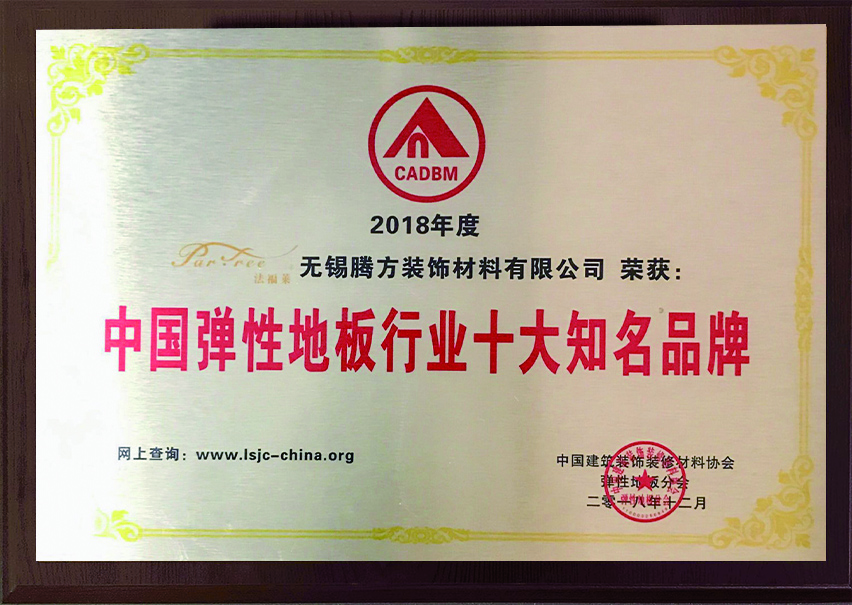 CADBM
2018年度
法福莱
无锡腾方装饰材料有限公司 荣获:
中国弹性地板行业十大知名品牌
网上查询:www.lsjc-china.org
中国建筑装饰装修材料协会
弹性地板分会
二零一八年十二月